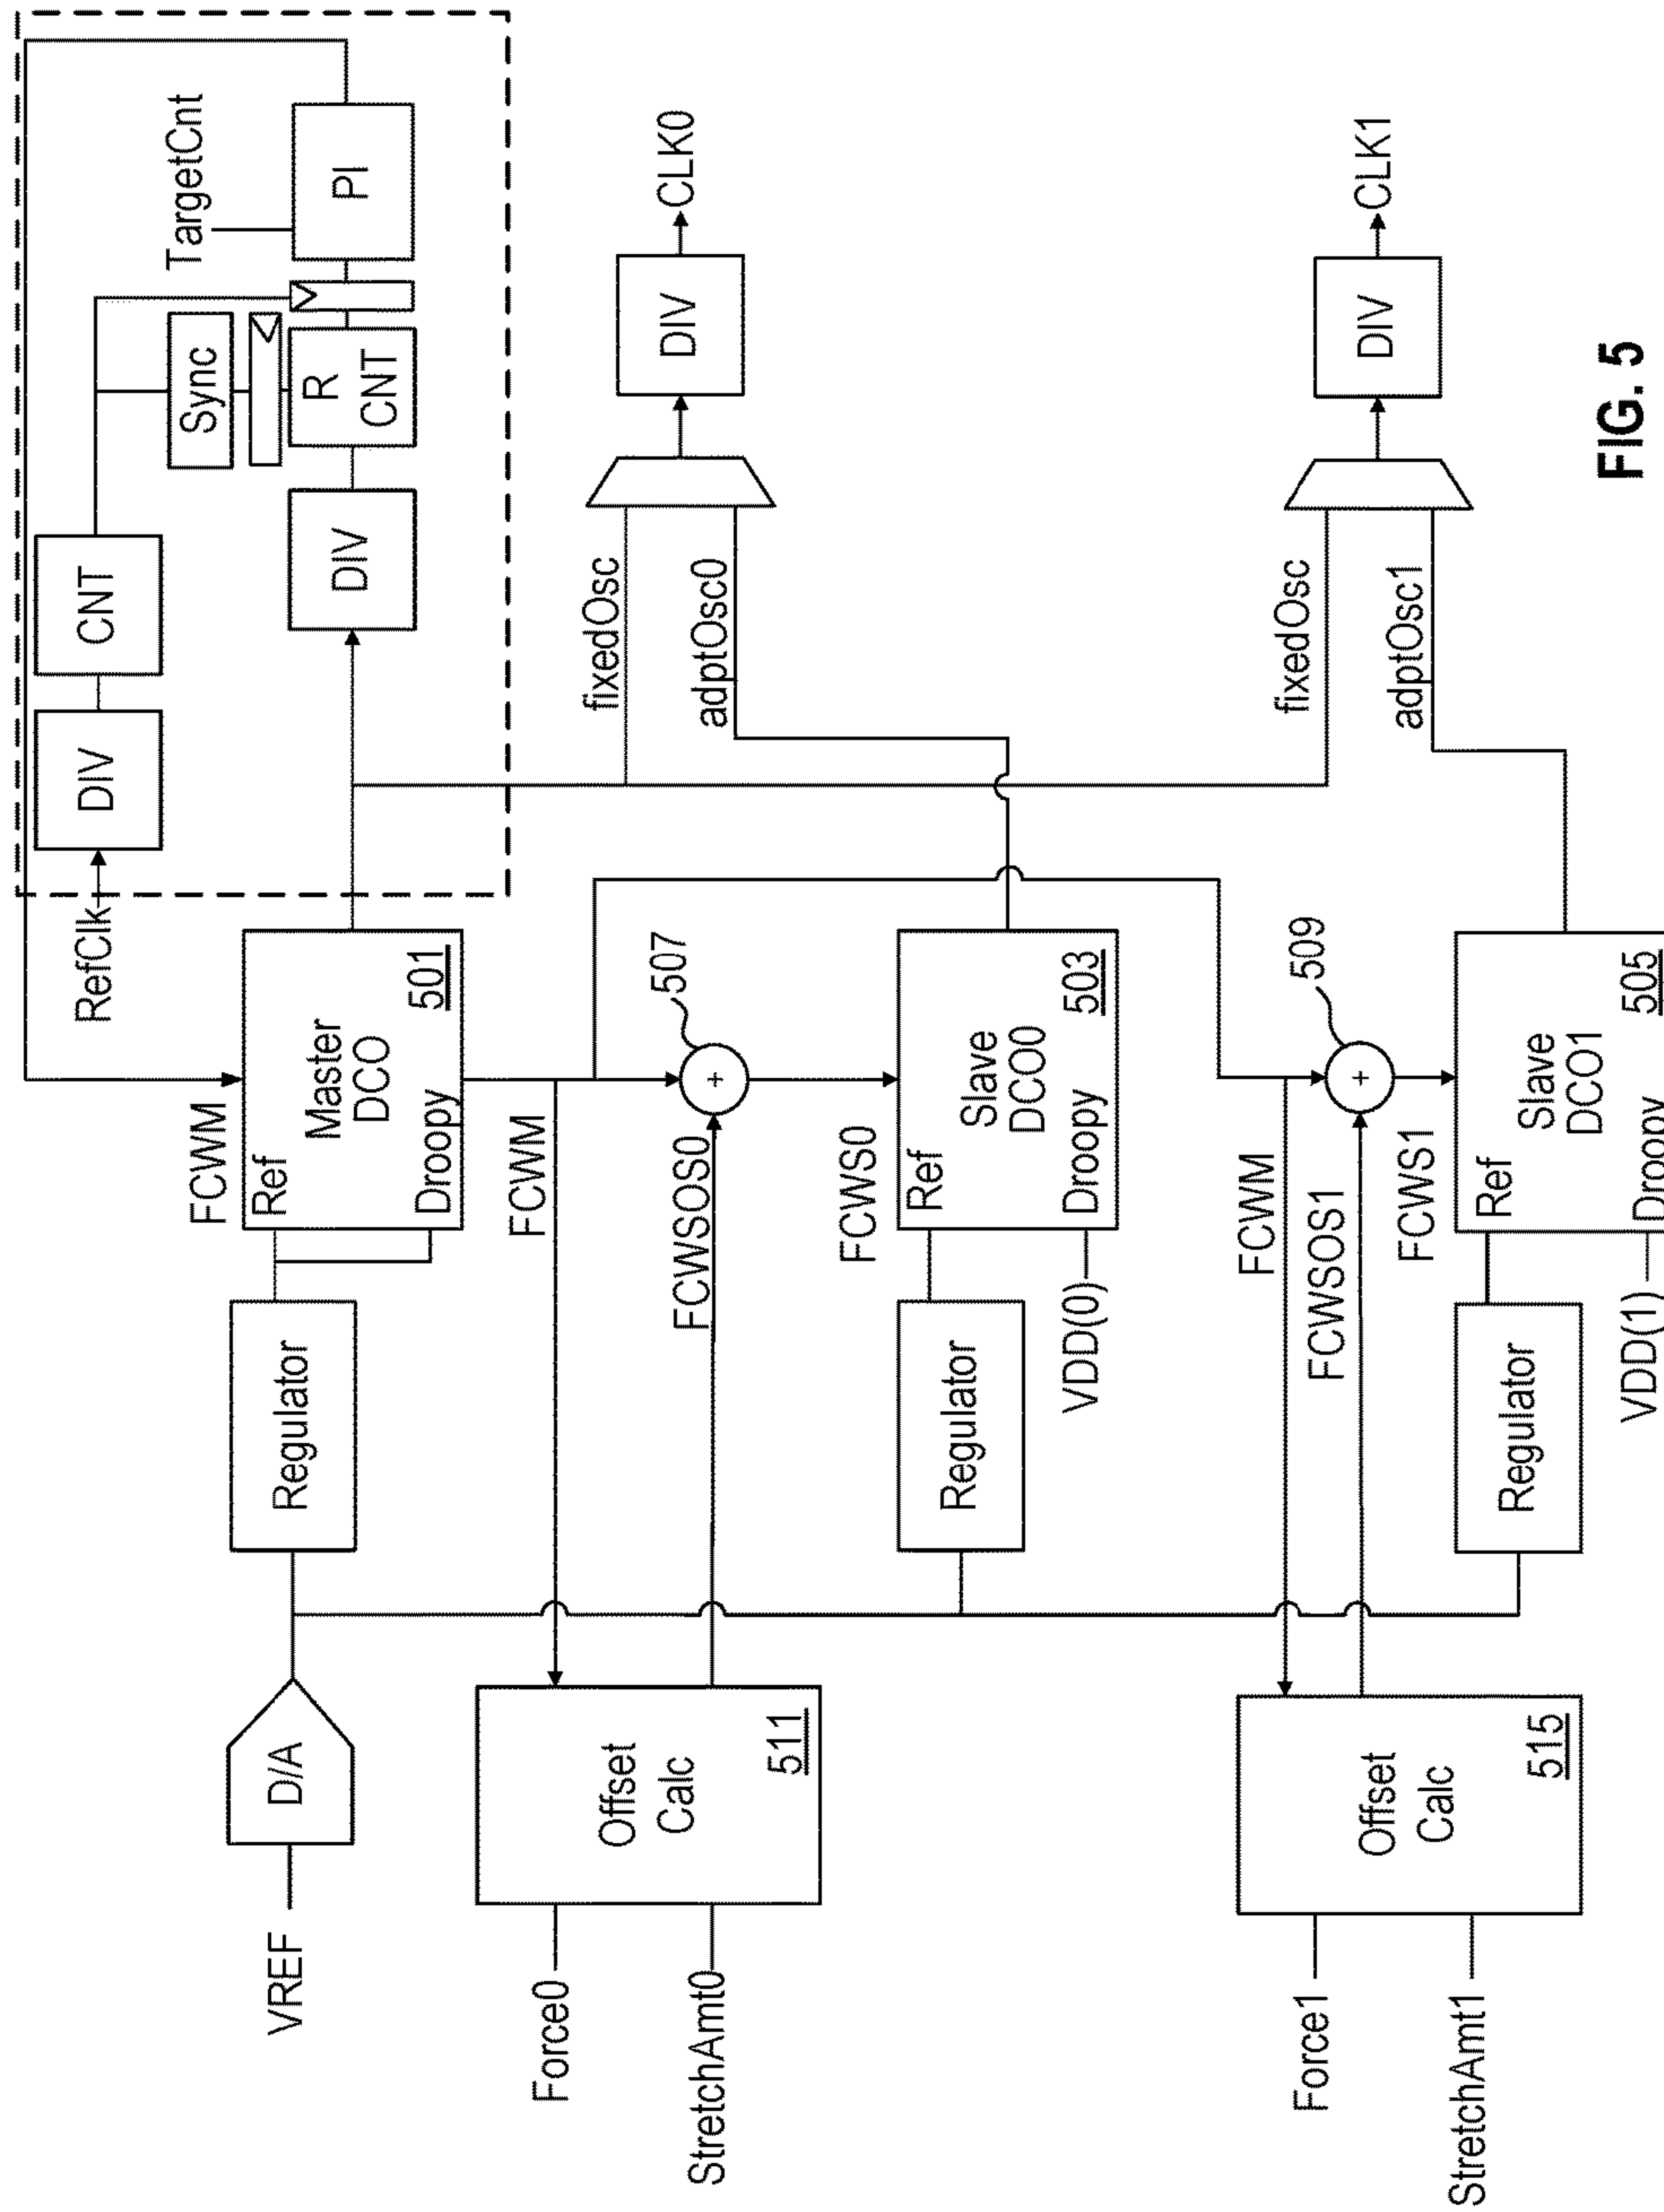 RefClk
DIV
CNT
Sync
TargetCnt
DIV
R
CNT
PI
VREF
D/A
Regulator
FCWM
Ref
Master
DCO
Droopy
501
FCWM
Force0
StretchAmt0
Offset
Calc
511
FCWSOS0
+
507
fixedOsc
adptOsc0
DIV
CLK0
Regulator
VDD(0)
FCWS0
Ref
Slave
DCO0
Droopy
503
Force1
StretchAmt1
Offset
Calc
515
FCWM
FCWSOS1
+
509
fixedOsc
adptOsc1
DIV
CLK1
Regulator
VDD(1)
FCWS1
Ref
Slave
DCO1
Droopy
505
FIG. 5